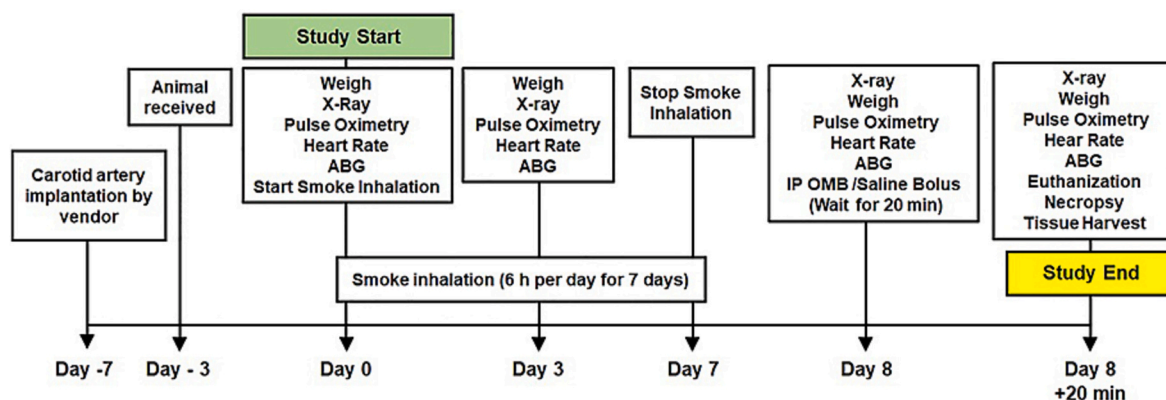 Study Start
Carotid artery
implantation by
vendor
Animal
received
Weigh
X-Ray
Pulse Oximetry
Heart Rate
ABG
Start Smoke Inhalation
Weigh
X-ray
Pulse Oximetry
Heart Rate
ABG
Stop Smoke
Inhalation
X-ray
Weigh
Pulse Oximetry
Heart Rate
ABG
IP OMB /Saline Bolus
(Wait for 20 min)
X-ray
Weigh
Pulse Oximetry
Hear Rate
ABG
Euthanization
Necropsy
Tissue Harvest
Study End
Smoke inhalation (6 h per day for 7 days)
Day -7
Day - 3
Day 0
Day 3
Day 7
Day 8
Day 8
+20 min